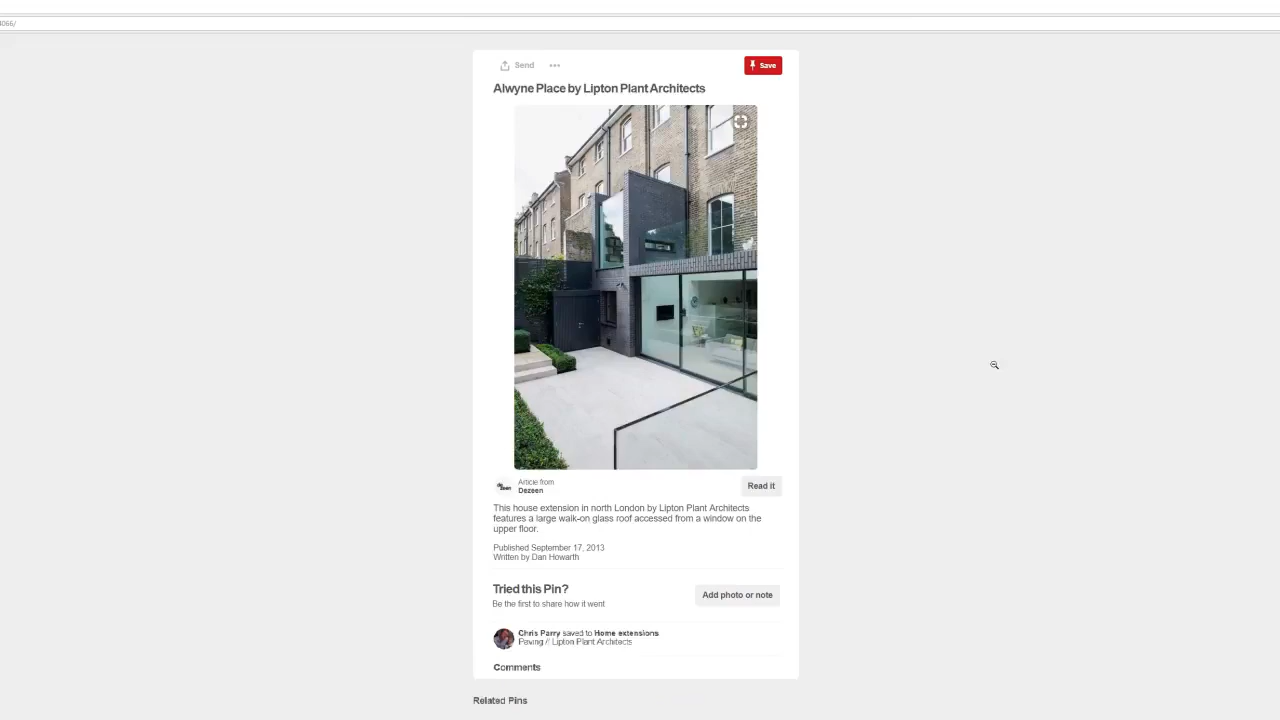 4066/
Send
Save
Alwyne Place by Lipton Plant Architects
de
zeen
Article from
Dezeen
Read it
This house extension in north London by Lipton Plant Architects
features a large walk-on glass roof accessed from a window on the
upper floor.
Published September 17, 2013
Written by Dan Howarth
Tried this Pin?
Be the first to share how it went
Add photo or note
Chris Parry saved to Home extensions
Paving // Lipton Plant Architects
Comments
Related Pins